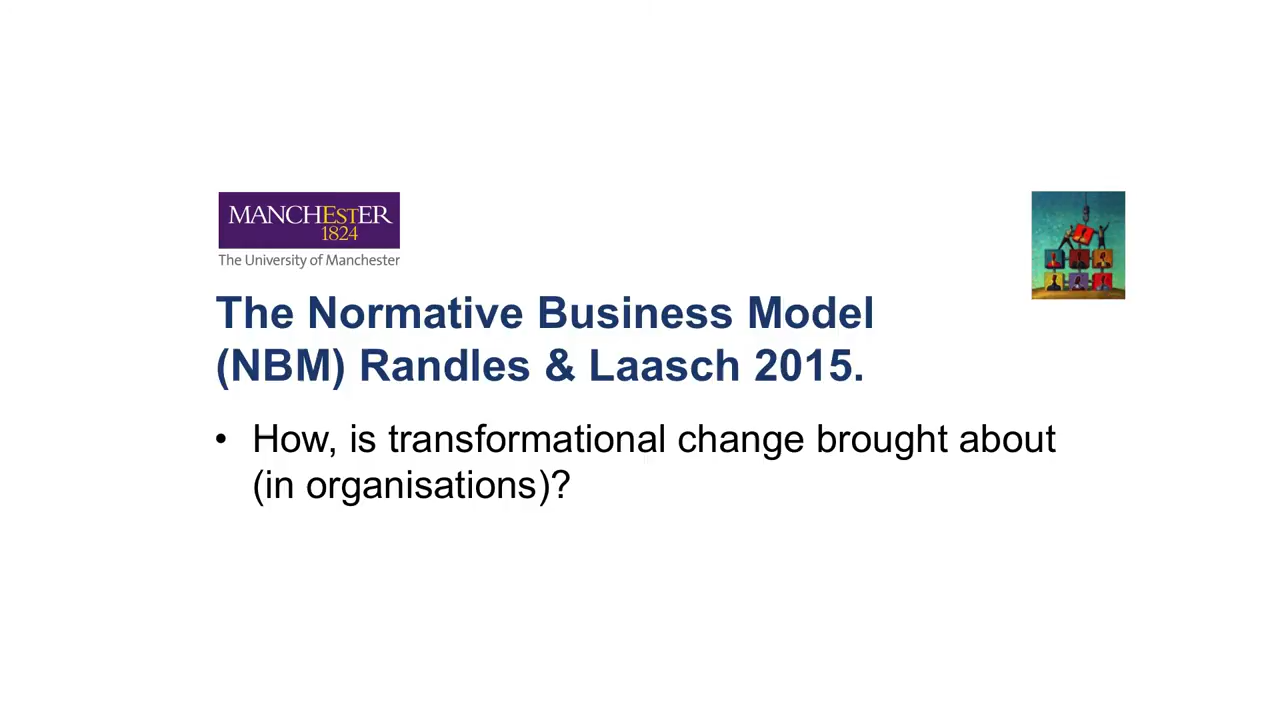 MANCHEsTER
1824
The University of Manchester
The Normative Business Model
(NBM) Randles & Laasch 2015.
• How, is transformational change brought about
(in organisations)?